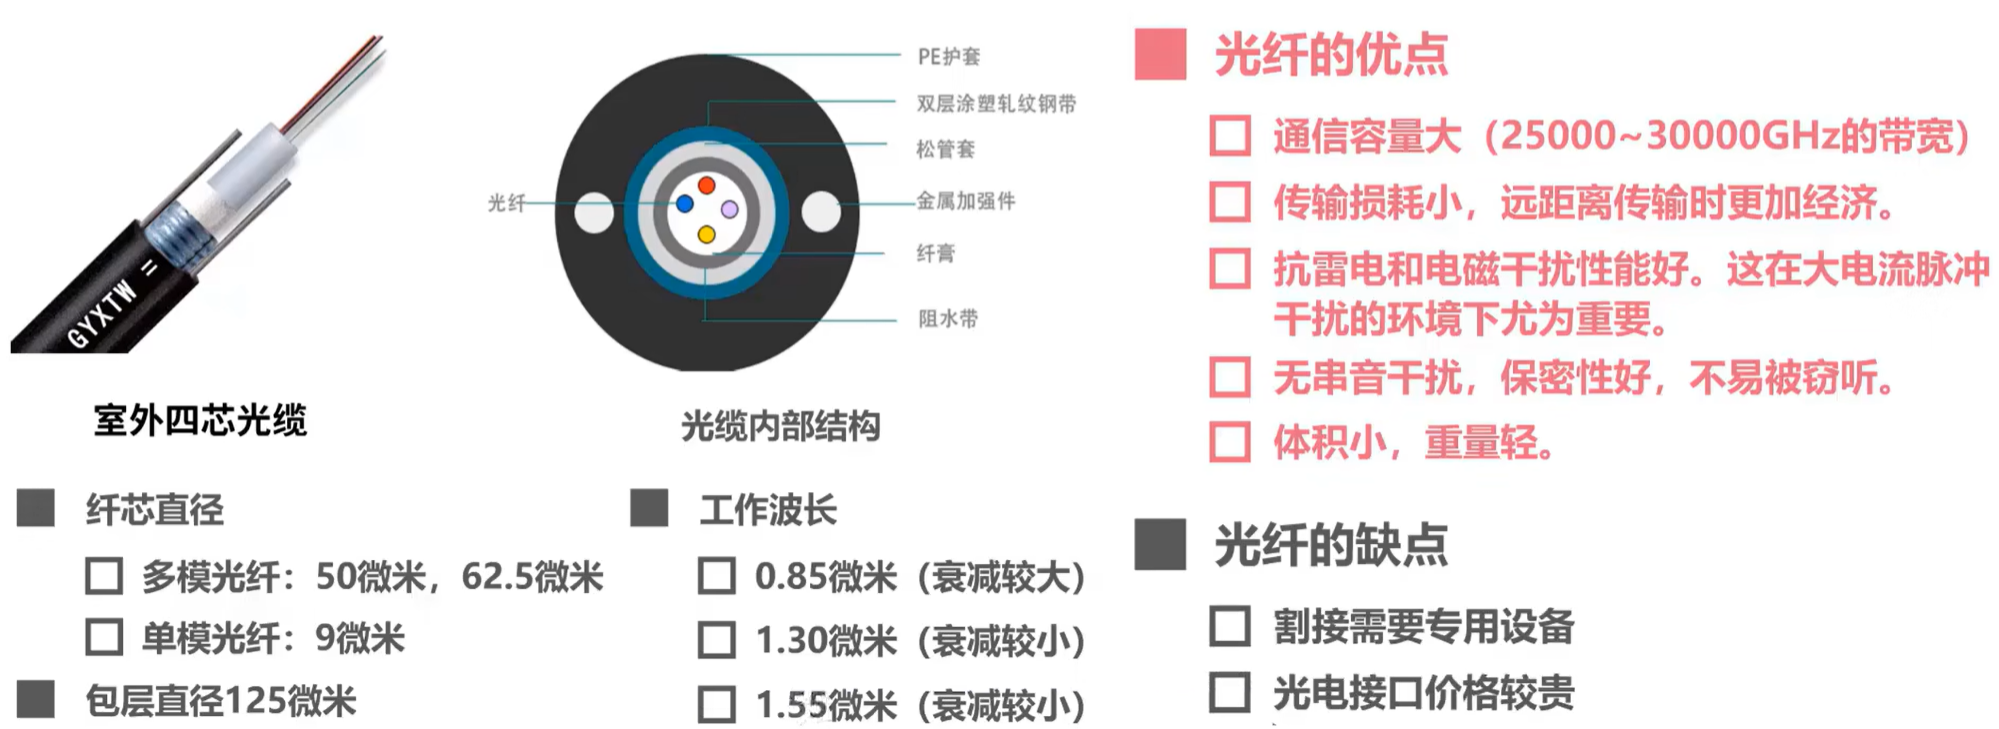 GYXTW =
室外四芯光缆
PE护套
双层涂塑轧纹钢带
松管套
光纤
金属加强件
纤膏
阻水带
光缆内部结构
纤芯直径
多模光纤：50微米，62.5微米
单模光纤：9微米
包层直径125微米
工作波长
0.85微米（衰减较大）
1.30微米（衰减较小）
1.55微米（衰减较小）
光纤的优点
通信容量大（25000~30000GHz的带宽）
传输损耗小，远距离传输时更加经济。
抗雷电和电磁干扰性能好。这在大电流脉冲
干扰的环境下尤为重要。
无串音干扰，保密性好，不易被窃听。
体积小，重量轻。
光纤的缺点
割接需要专用设备
光电接口价格较贵